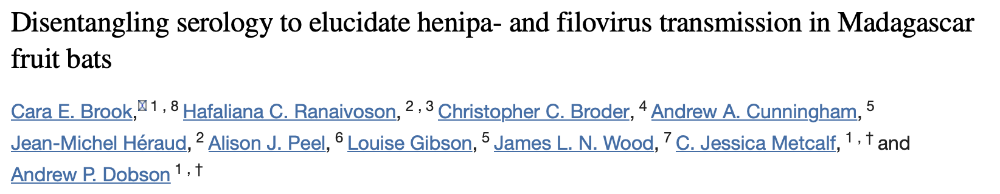 Disentangling serology to elucidate henipa- and filovirus transmission in Madagascar
fruit bats
Cara E. Brook, 1 , 8 Hafaliana C. Ranaivoson, 2 , 3 Christopher C. Broder, 4 Andrew A. Cunningham, 5
Jean-Michel Héraud, 2 Alison J. Peel, 6 Louise Gibson, 5 James L. N. Wood, 7 C. Jessica Metcalf, 1 , † and
Andrew P. Dobson 1 , †